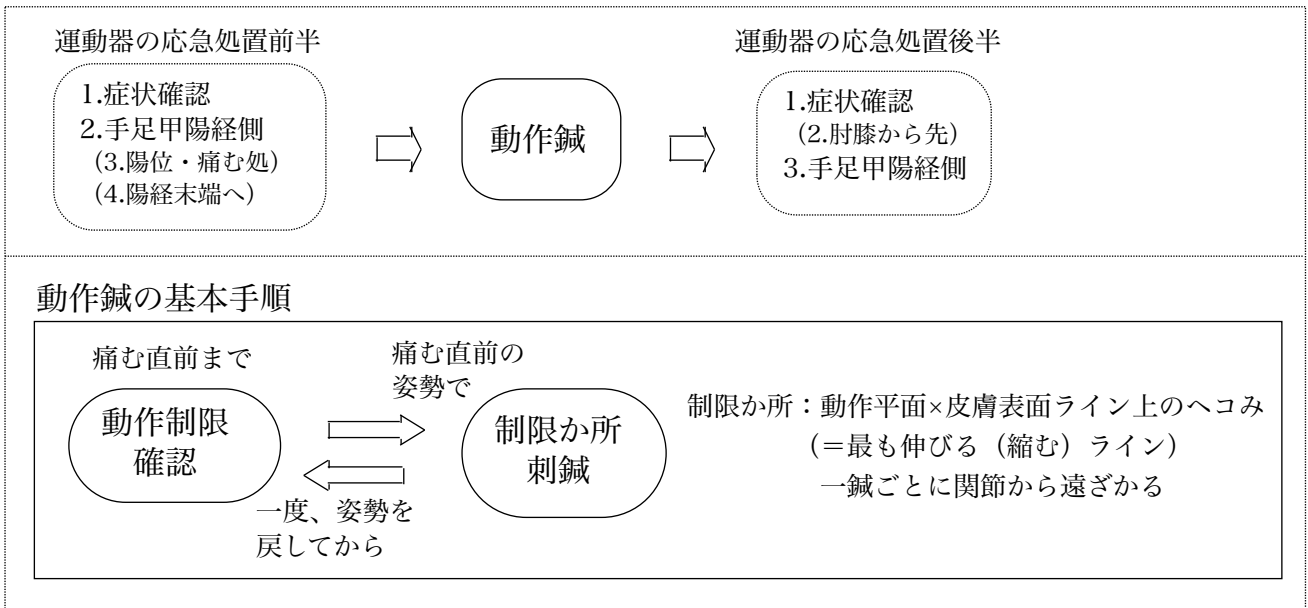 運動器の応急処置前半
1.症状確認
2.手足甲陽経側
(3.陽位・痛む処)
(4.陽経末端へ)
動作鍼
運動器の応急処置後半
1.症状確認
(2.肘膝から先)
3.手足甲陽経側
動作鍼の基本手順
痛む直前まで
動作制限
確認
痛む直前の
姿勢で
一度、姿勢を
戻してから
制限か所
刺鍼
制限か所：動作平面×皮膚表面ライン上のヘコみ
(＝最も伸びる（縮む）ライン)
一鍼ごとに関節から遠ざかる